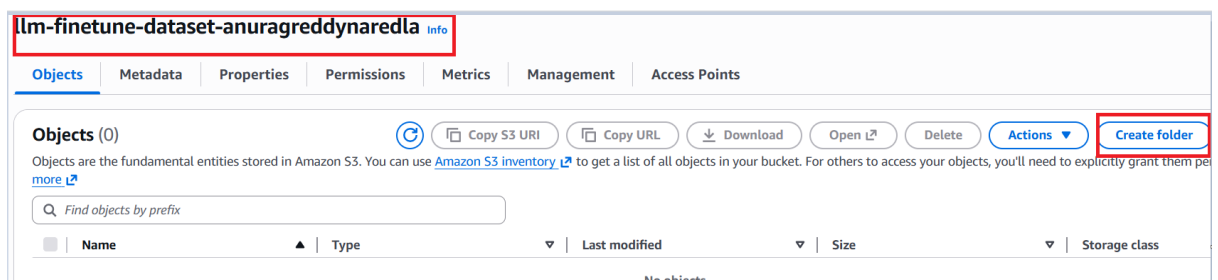 llm-finetune-dataset-anuragreddynaredla Info
Objects Metadata Properties Permissions Metrics Management Access Points
Objects (0) Copy S3 URI Copy URL Download Open Delete Actions Create folder
Objects are the fundamental entities stored in Amazon S3. You can use Amazon S3 inventory to get a list of all objects in your bucket. For others to access your objects, you'll need to explicitly grant them pe
more
Find objects by prefix
Name Type Last modified Size Storage class
No objects